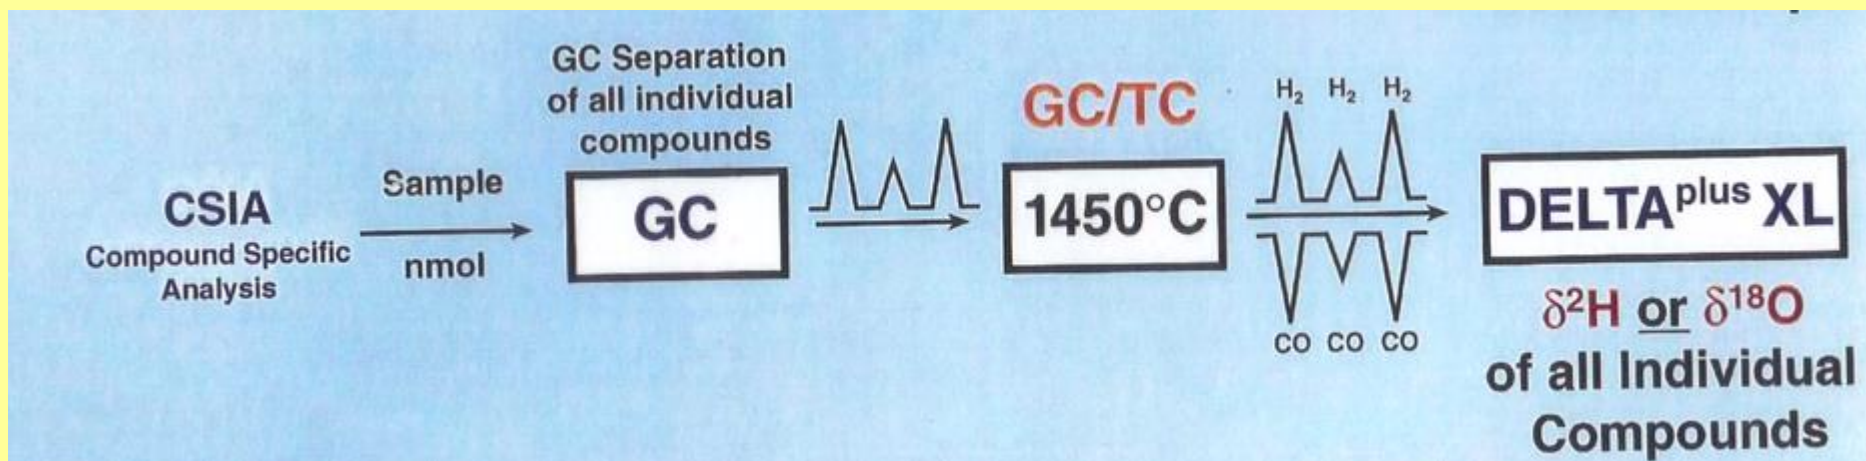 CSIA
Compound Specific
Analysis
Sample
nmol
GC Separation
of all individual
compounds
GC
GC/TC
1450°C
H₂ H₂ H₂
CO CO CO
DELTAplus XL
δ²H or δ¹⁸O
of all Individual
Compounds